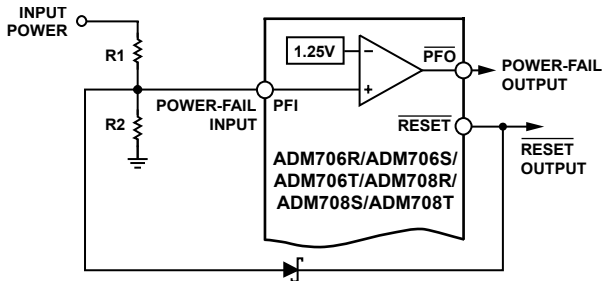 INPUT
POWER
R1
R2
POWER-FAIL
INPUT
PFI
1.25V
−
+
PFO
POWER-FAIL
OUTPUT
RESET
RESET
OUTPUT
ADM706R/ADM706S/
ADM706T/ADM708R/
ADM708S/ADM708T